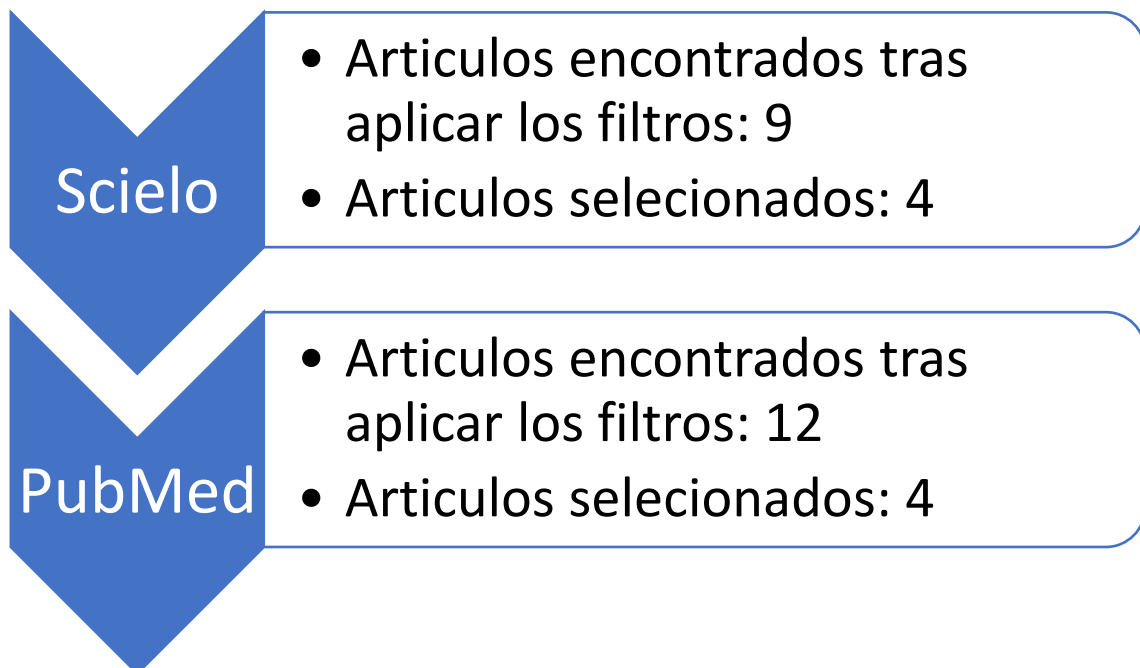 Scielo
• Articulos encontrados tras
aplicar los filtros: 9
• Articulos selecionados: 4
PubMed
• Articulos encontrados tras
aplicar los filtros: 12
• Articulos selecionados: 4